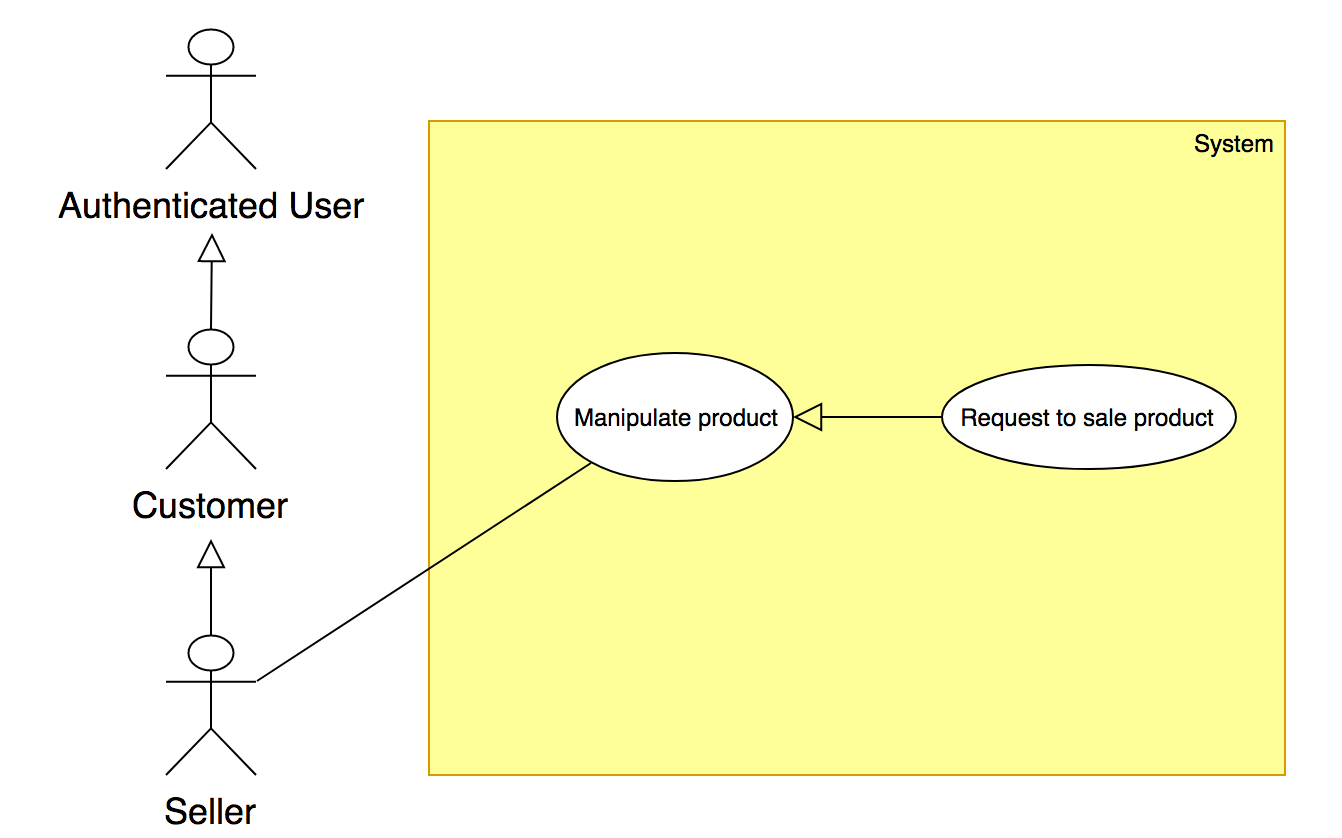 Authenticated User
System
Customer
Manipulate product
Request to sale product
Seller